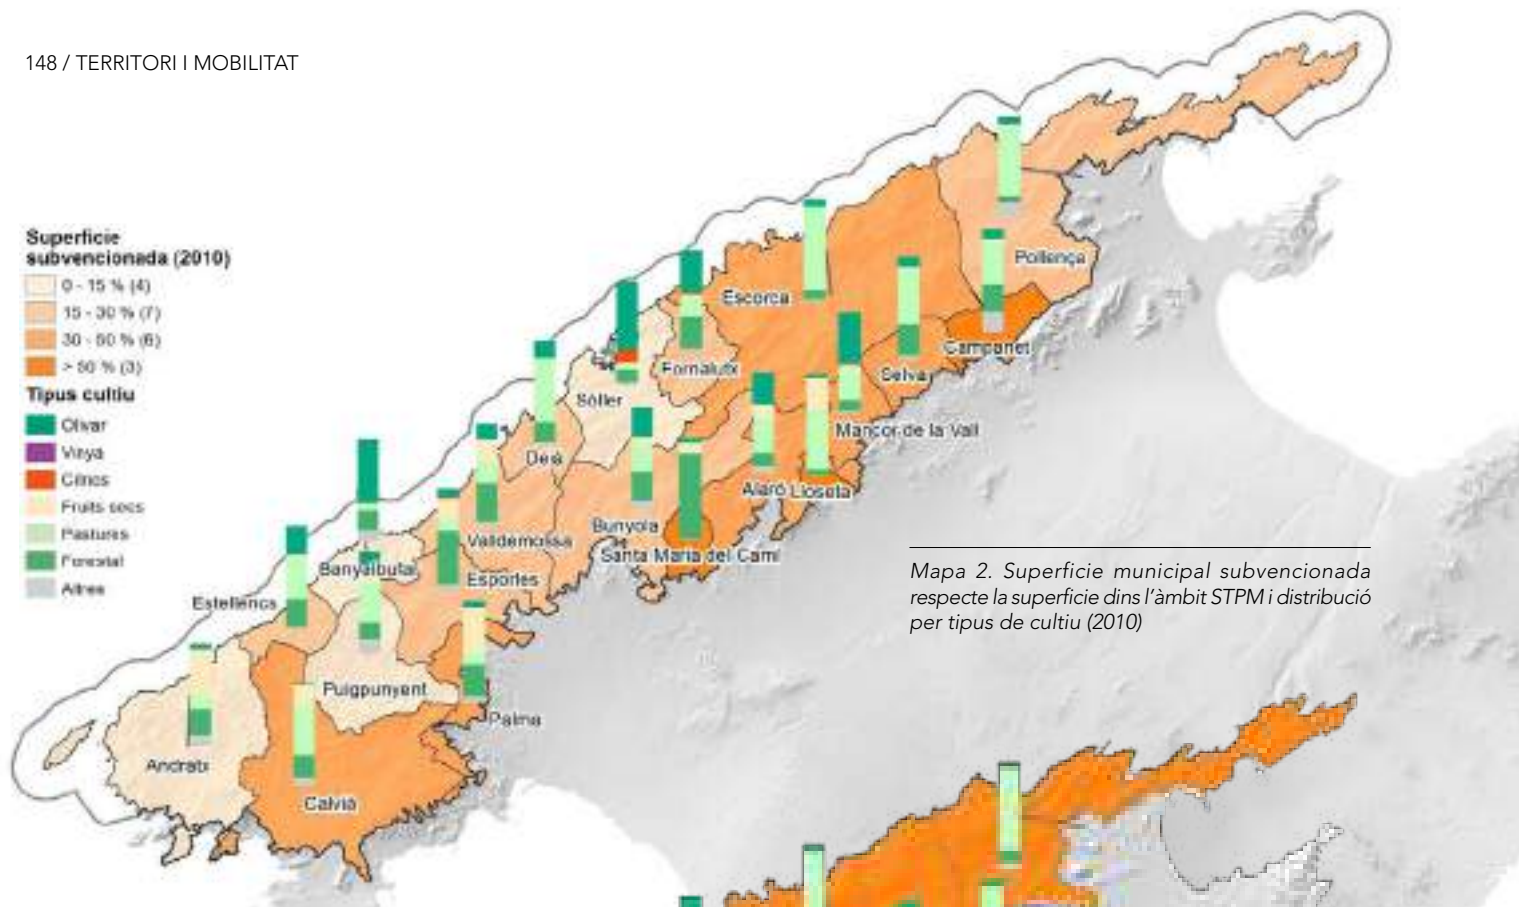 148 / TERRITORI I MOBILITAT
Superficie
subvencionada (2010)
0 - 15 % (4)
15 - 30 % (7)
30 - 50 % (6)
> 50 % (3)
Tipus cultiu
Olivar
Vinya
Cítrics
Fruits secs
Pastures
Forestal
Altres
Pollença
Escorca
Campanet
Fornalutx
Selva
Sóller
Mancor de la Vall
Deià
Alaró
Lloseta
Bunyola
Valldemossa
Santa Maria del Camí
Banyalbufar
Esporles
Estellencs
Puigpunyent
Palma
Andratx
Calvià
Mapa 2. Superficie municipal subvencionada
respecte la superficie dins l'àmbit STPM i distribució
per tipus de cultiu (2010)